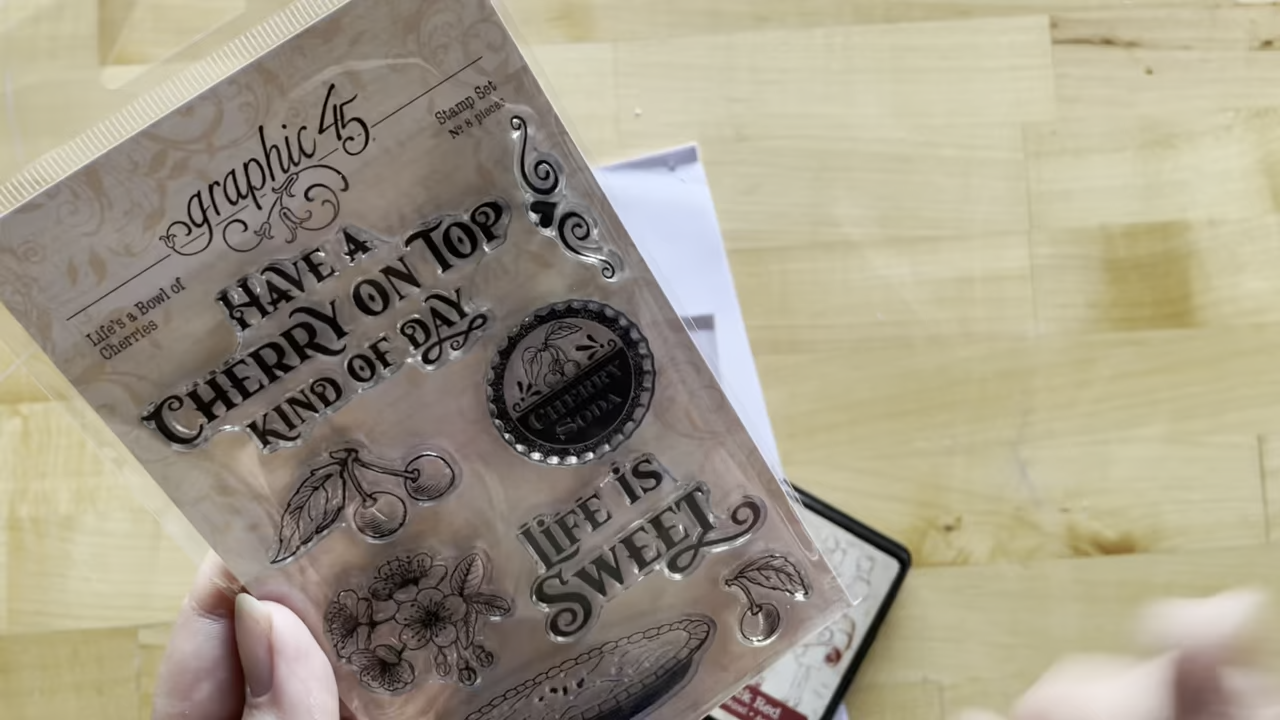 graphic 45
Stamp Set
Nº 8 pieces
Life's a Bowl of
Cherries
HAVE A
CHERRY ON TOP
KIND OF DAY
CHERRY
SODA
LIFE IS
SWEET
Red